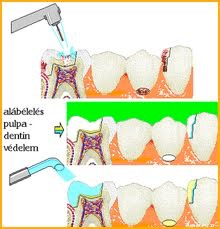 alábélelés
pulpa -
dentin
védelem